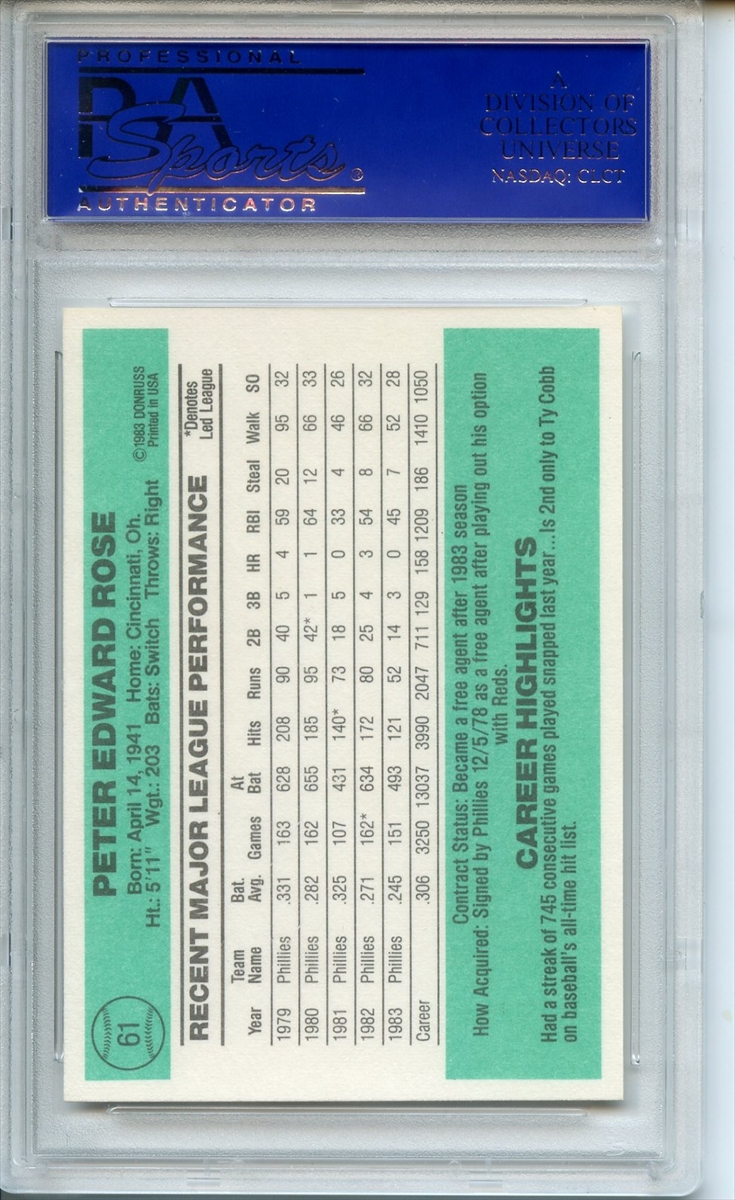 PROFESSIONAL
PSA
Sports®
AUTHENTICATOR
A
DIVISION OF
COLLECTORS
UNIVERSE
NASDAQ: CLCT
61
PETER EDWARD ROSE
©1983 DONRUSS
Printed in USA
Born: April 14, 1941 Home: Cincinnati, Oh.
Ht.: 5'11" Wgt.: 203 Bats: Switch Throws: Right
RECENT MAJOR LEAGUE PERFORMANCE
*Denotes
Led League
Year Team Name Bat. Avg. Games At Bat Hits Runs 2B 3B HR RBI Steal Walk SO
1979 Phillies .331 163 628 208 90 40 5 4 59 20 95 32
1980 Phillies .282 162 655 185 95 42* 1 1 64 12 66 33
1981 Phillies .325 107 431 140* 73 18 5 0 33 4 46 26
1982 Phillies .271 162* 634 172 80 25 4 3 54 8 66 32
1983 Phillies .245 151 493 121 52 14 3 0 45 7 52 28
Career .306 3250 13037 3990 2047 711 129 158 1209 186 1410 1050
Contract Status: Became a free agent after 1983 season
How Acquired: Signed by Phillies 12/5/78 as a free agent after playing out his option
with Reds.
CAREER HIGHLIGHTS
Had a streak of 745 consecutive games played snapped last year...Is 2nd only to Ty Cobb
on baseball's all-time hit list.